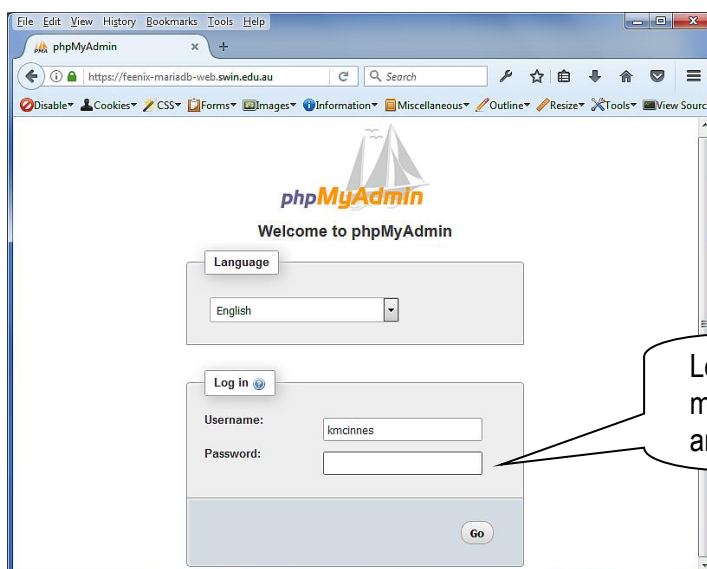 File Edit View History Bookmarks Tools Help
phpMyAdmin × +
https://feenix-mariadb-web.swin.edu.au Search
Disable Cookies CSS Forms Images Information Miscellaneous Outline Resize Tools View Sourc
phpMyAdmin
Welcome to phpMyAdmin
Language
English
Log in
Username: kmcinnes
Password:
Go